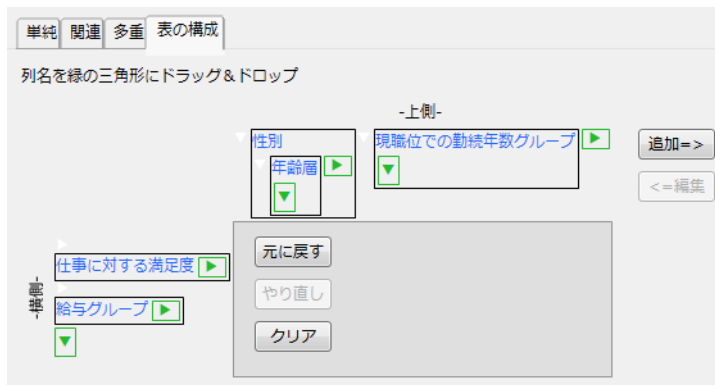 単純 関連 多重 表の構成
列名を緑の三角形にドラッグ&ドロップ
-上側-
性別 現職位での勤続年数グループ 追加=>
年齢層
<=編集
元に戻す
仕事に対する満足度
やり直し
-横側-
給与グループ
クリア